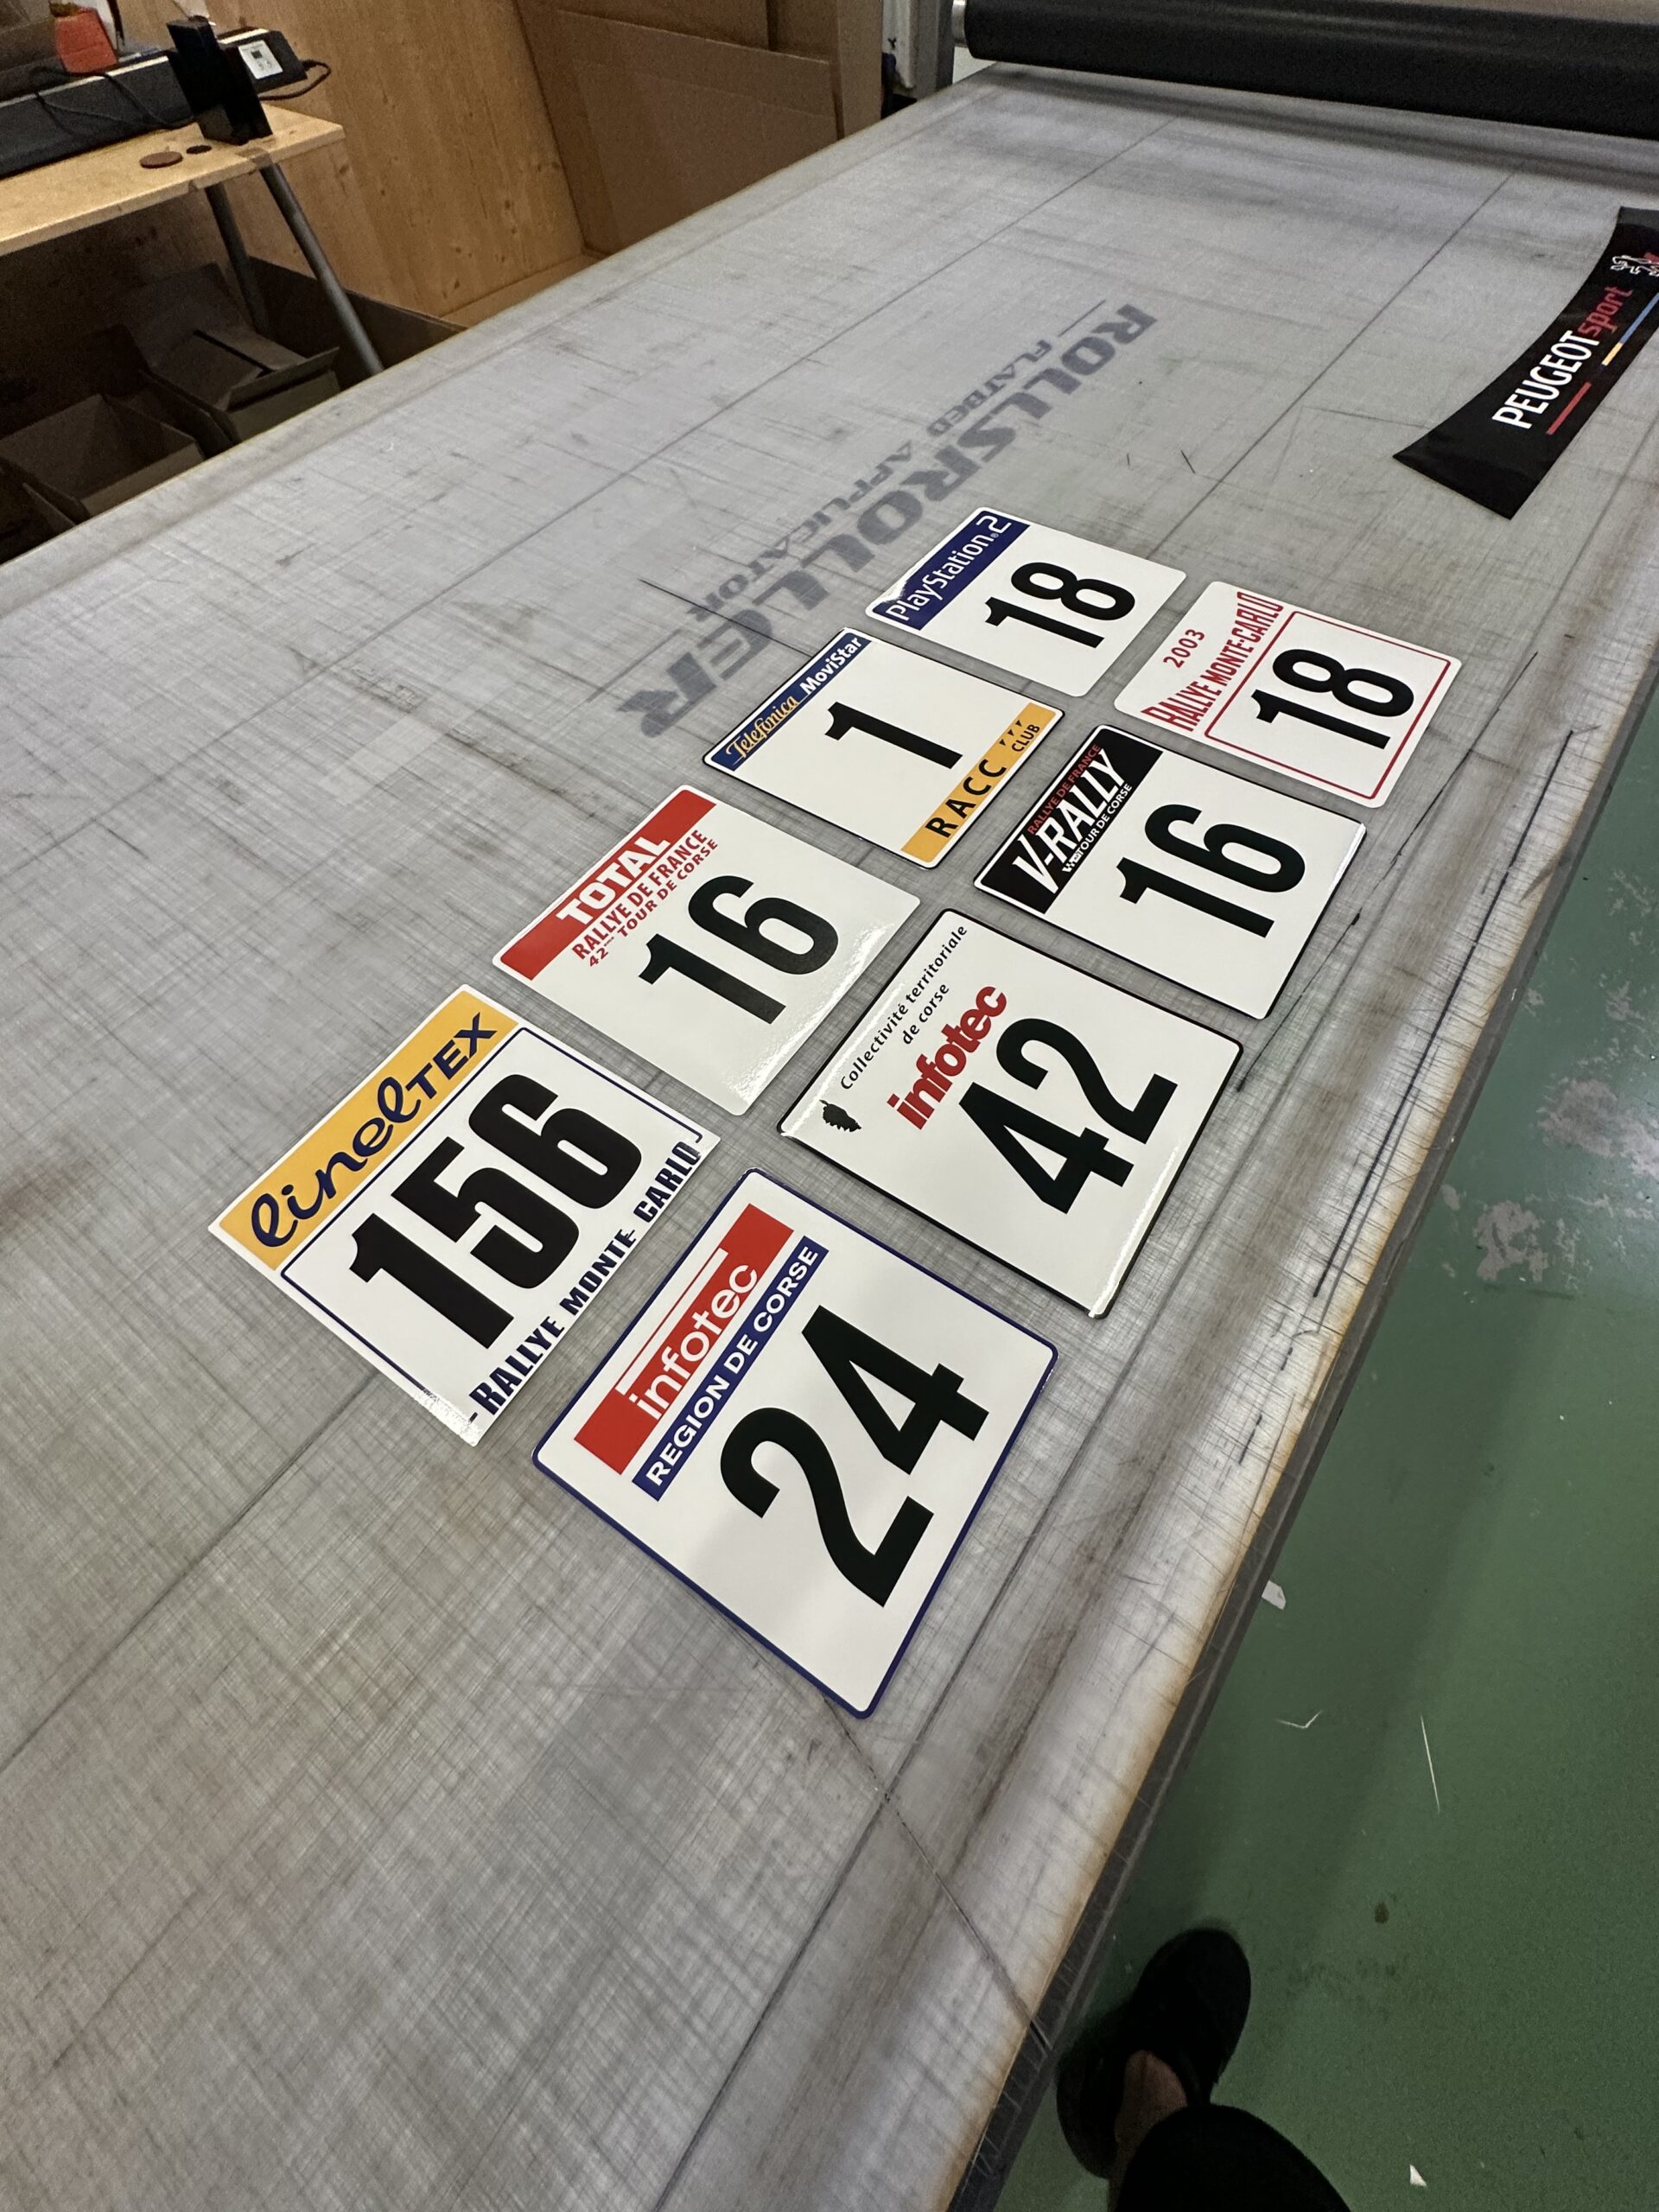 ROLLSROLLER
FLATBED APPLICATOR
PEUGEOT sport
PlayStation®2
18
2003
RALLYE MONTE-CARLO
18
Telefónica MoviStar
1
RACC CLUB
RALLYE DE FRANCE
V-RALLY
TOUR DE CORSE
16
TOTAL
RALLYE DE FRANCE
42ème TOUR DE CORSE
16
Collectivité territoriale
de corse
infotec
42
linelTEX
156
RALLYE MONTE-CARLO
infotec
REGION DE CORSE
24